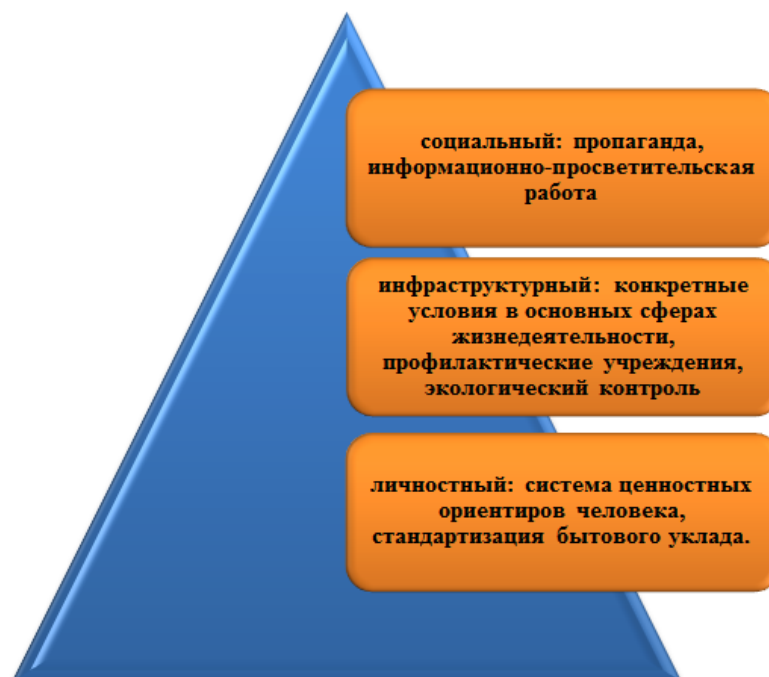 социальный: пропаганда,
информационно-просветительская
работа
инфраструктурный: конкретные
условия в основных сферах
жизнедеятельности,
профилактические учреждения,
экологический контроль
личностный: система ценностных
ориентиров человека,
стандартизация бытового уклада.